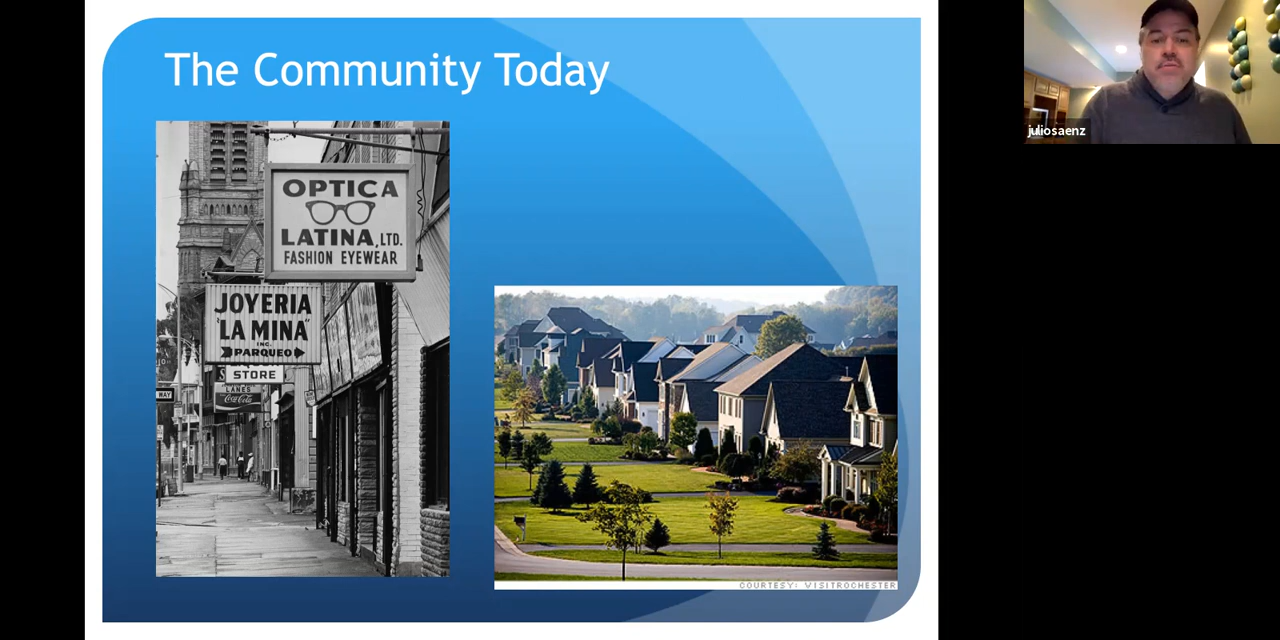 The Community Today
OPTICA
LATINA, LTD.
FASHION EYEWEAR
JOYERIA
"LA MINA"
INC.
PARQUEO
STORE
LANES
Coca-Cola
WAY
COURTESY: VISITROCHESTER
juliosaenz